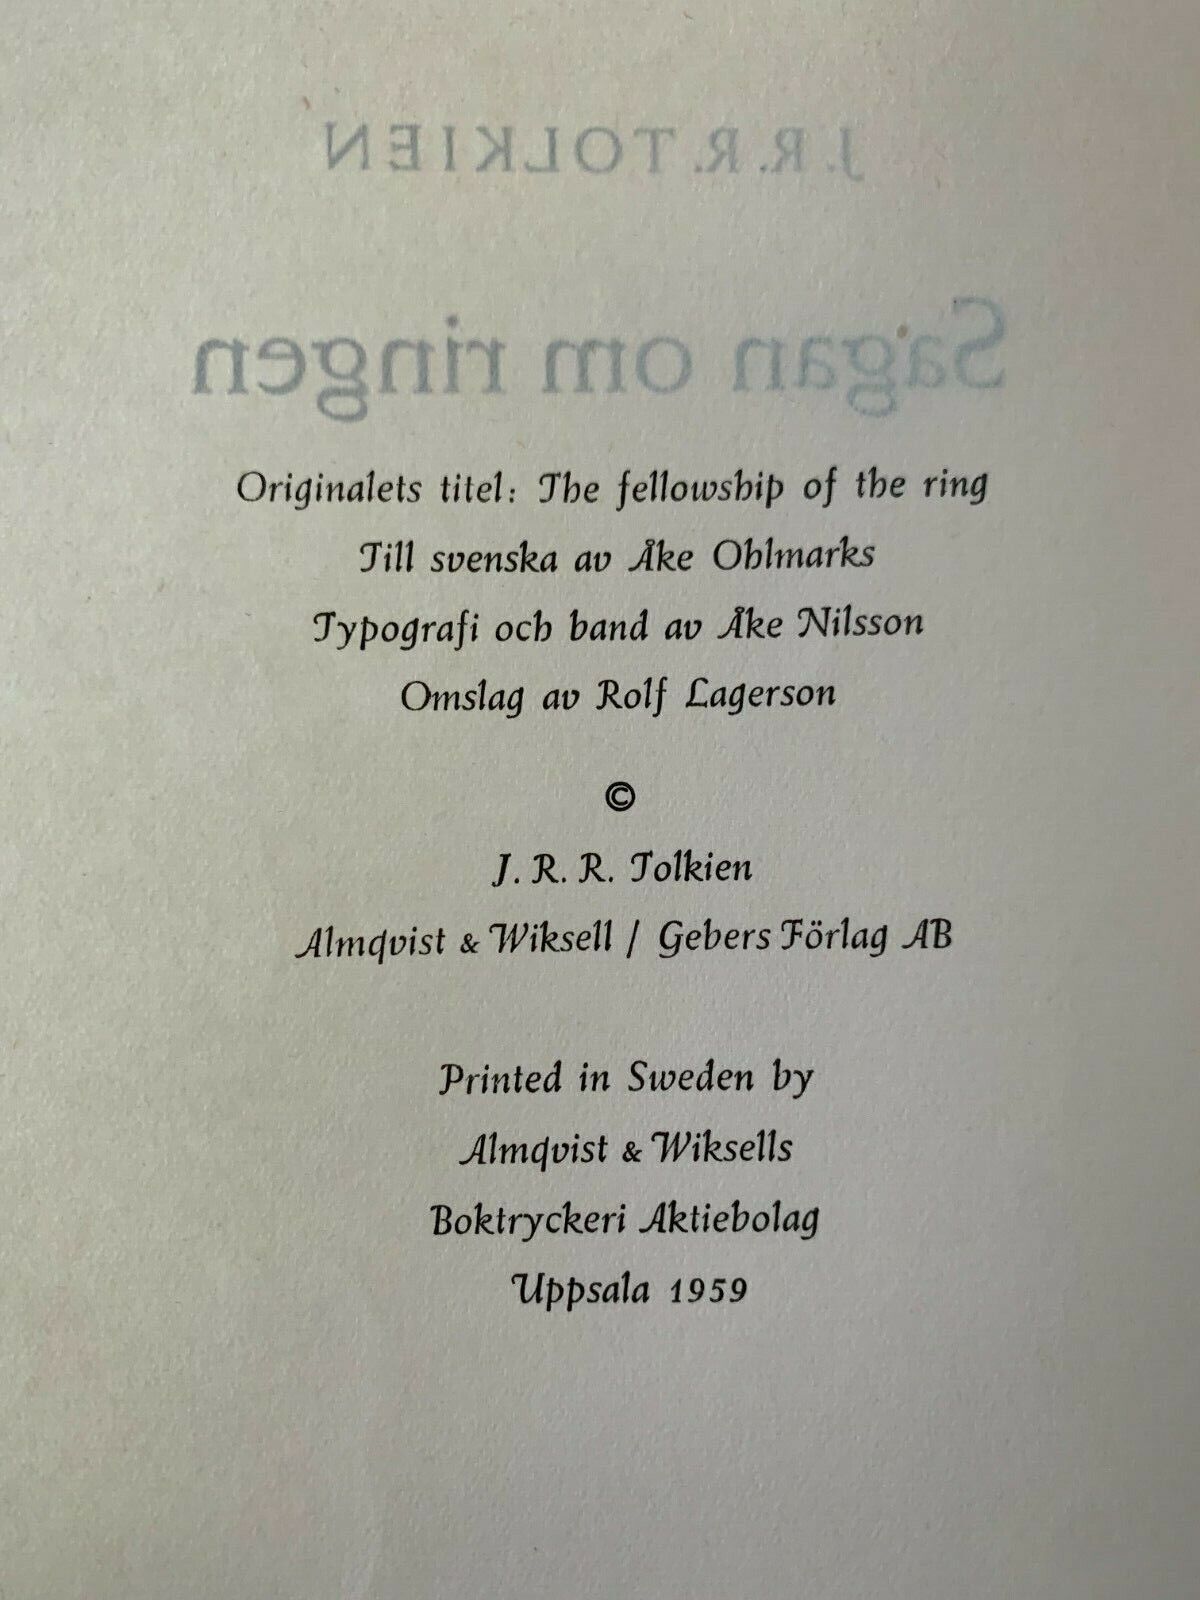 J.R.R.TOLKIEN
Sagan om ringen
Originalets titel: The fellowship of the ring
Till svenska av Åke Ohlmarks
Typografi och band av Åke Nilsson
Omslag av Rolf Lagerson
©
J. R. R. Tolkien
Almqvist & Wiksell / Gebers Förlag AB
Printed in Sweden by
Almqvist & Wiksells
Boktryckeri Aktiebolag
Uppsala 1959